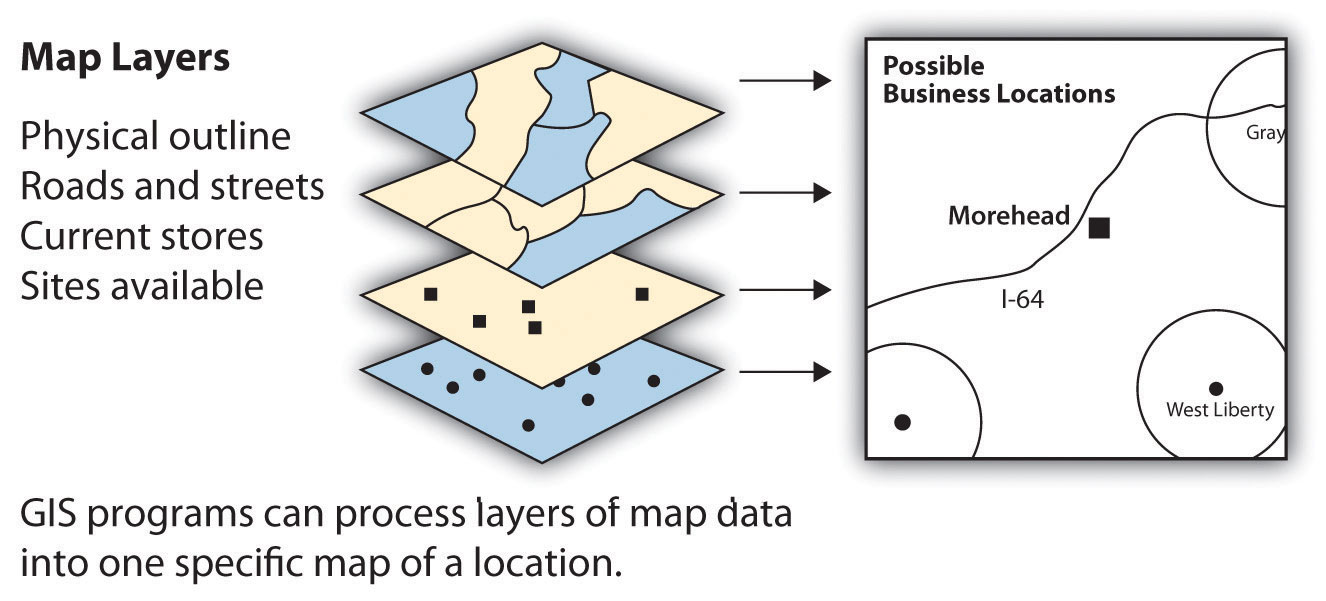 Map Layers
Physical outline
Roads and streets
Current stores
Sites available
Possible
Business Locations
Gray
Morehead
I-64
West Liberty
GIS programs can process layers of map data
into one specific map of a location.